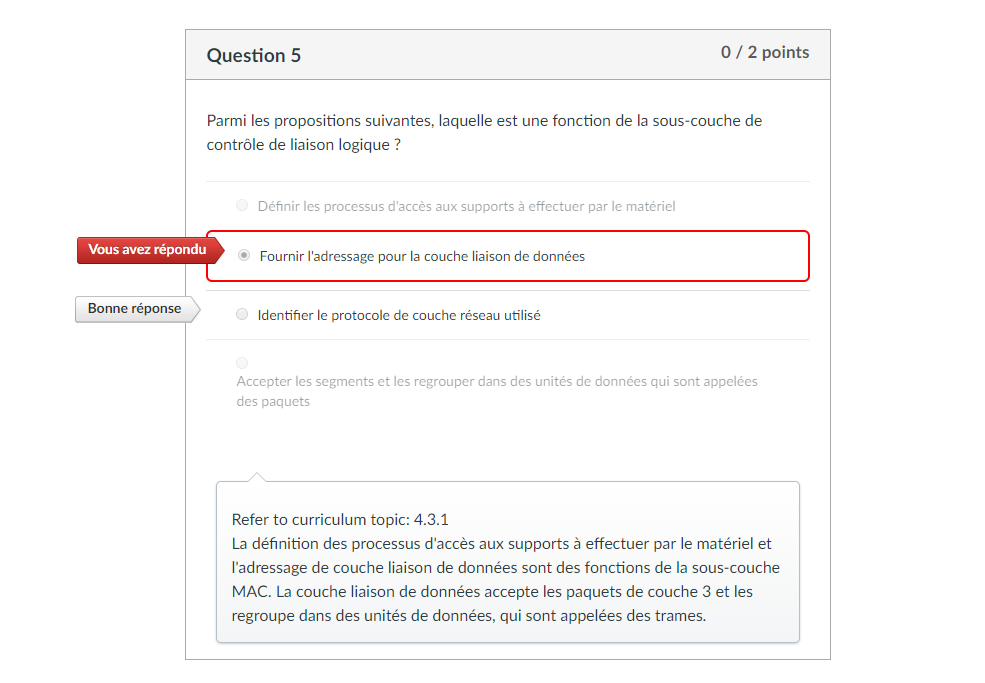 Question 5
0 / 2 points
Parmi les propositions suivantes, laquelle est une fonction de la sous-couche de
contrôle de liaison logique ?
Définir les processus d'accès aux supports à effectuer par le matériel
Vous avez répondu
Fournir l'adressage pour la couche liaison de données
Bonne réponse
Identifier le protocole de couche réseau utilisé
Accepter les segments et les regrouper dans des unités de données qui sont appelées
des paquets
Refer to curriculum topic: 4.3.1
La définition des processus d'accès aux supports à effectuer par le matériel et
l'adressage de couche liaison de données sont des fonctions de la sous-couche
MAC. La couche liaison de données accepte les paquets de couche 3 et les
regroupe dans des unités de données, qui sont appelées des trames.